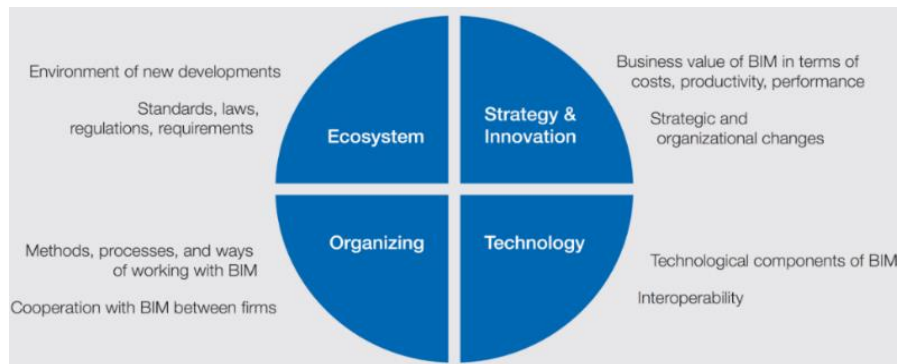 Environment of new developments
Standards, laws,
regulations, requirements
Ecosystem
Strategy &
Innovation
Business value of BIM in terms of
costs, productivity, performance
Strategic and
organizational changes
Methods, processes, and ways
of working with BIM
Cooperation with BIM between firms
Organizing
Technology
Technological components of BIM
Interoperability